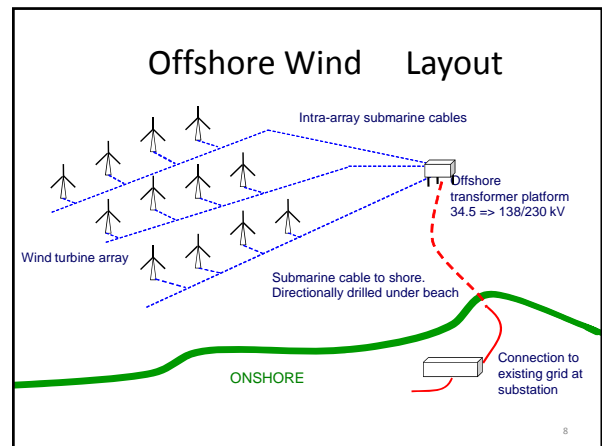 Offshore Wind Layout
Intra-array submarine cables
Offshore
transformer platform
34.5 => 138/230 kV
Wind turbine array
Submarine cable to shore.
Directionally drilled under beach
Connection to
existing grid at
substation
ONSHORE
8